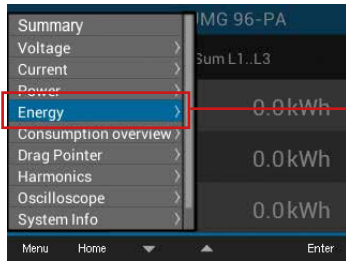 Summary
UMG 96-PA
Voltage
Sum L1..L3
Current
Power
Energy
0.0kWh
Consumption overview
Drag Pointer
0.0kWh
Harmonics
Oscilloscope
0.0kWh
System Info
Menu Home Enter